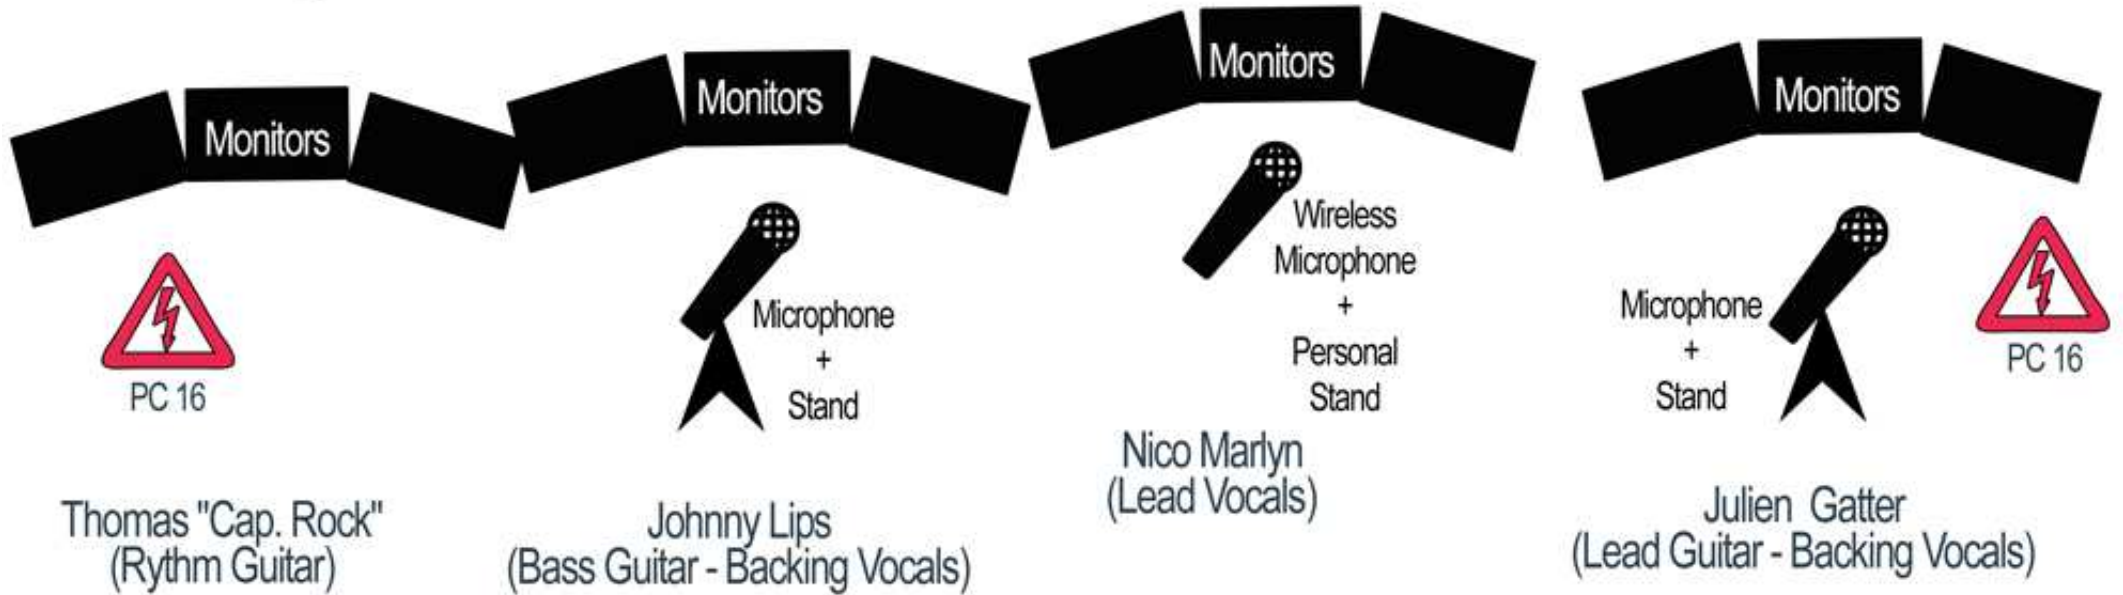 Monitors
Monitors
Monitors
Monitors
PC 16
Thomas "Cap. Rock"
(Rythm Guitar)
Microphone
+
Stand
Johnny Lips
(Bass Guitar - Backing Vocals)
Wireless
Microphone
+
Personal
Stand
Nico Marlyn
(Lead Vocals)
Microphone
+
Stand
PC 16
Julien Gatter
(Lead Guitar - Backing Vocals)